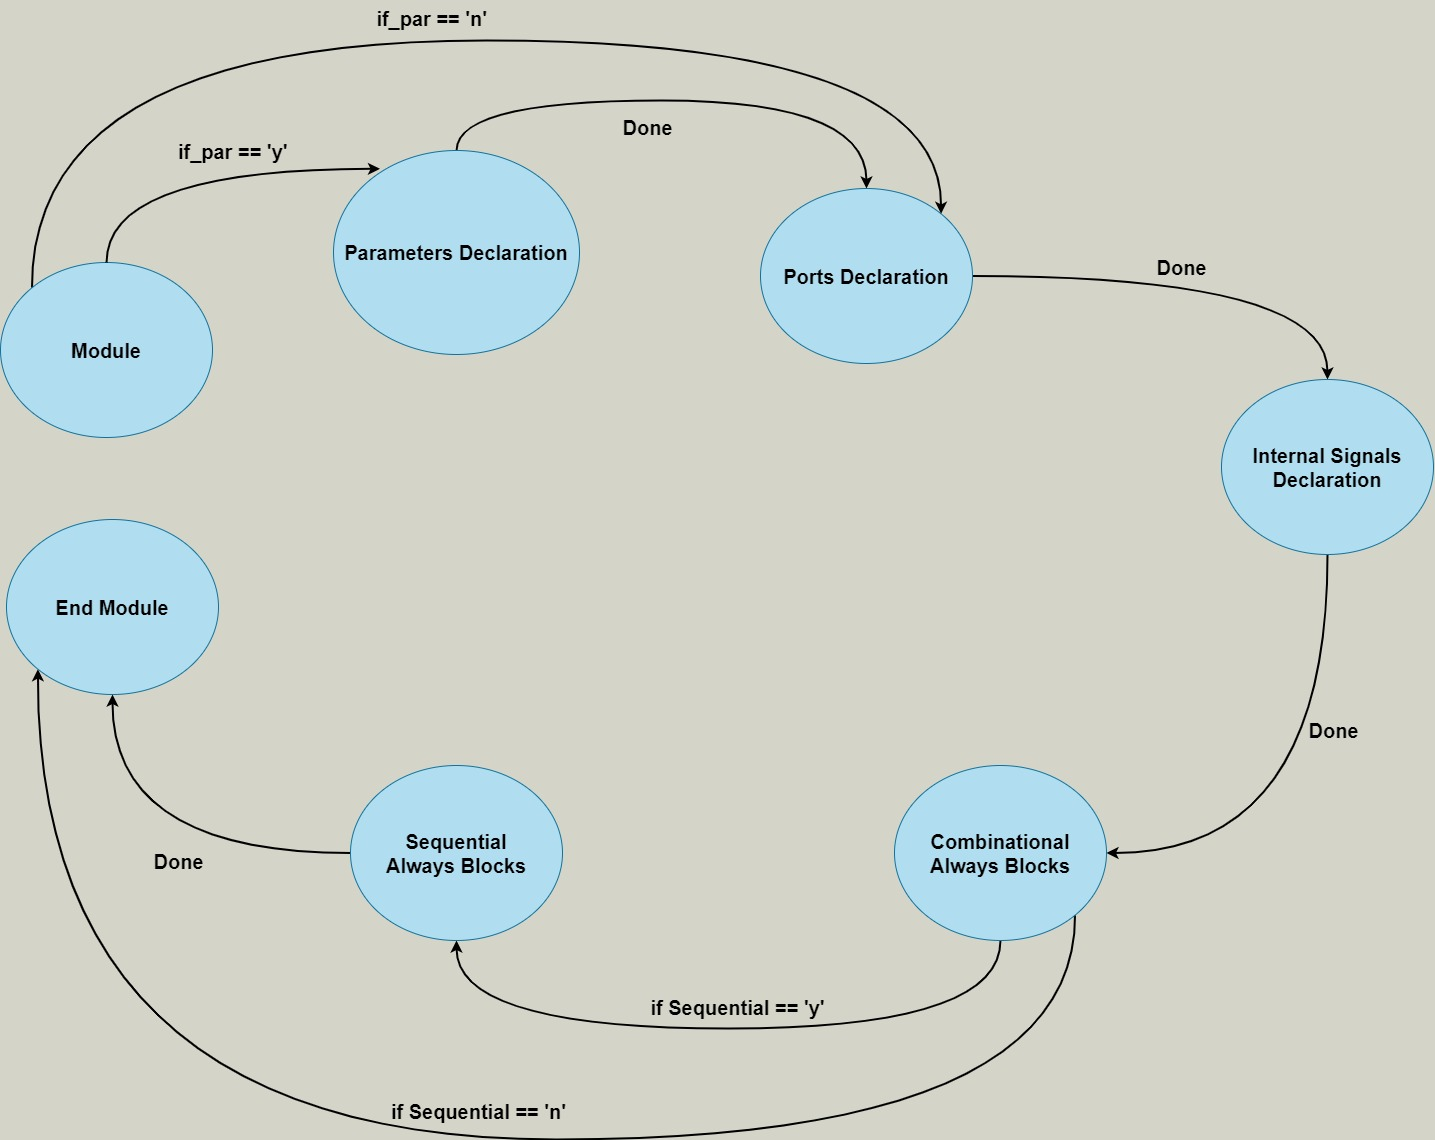 if_par == 'n'
Done
if_par == 'y'
Parameters Declaration
Ports Declaration
Done
Module
Internal Signals
Declaration
End Module
Done
Sequential
Always Blocks
Combinational
Always Blocks
Done
if Sequential == 'y'
if Sequential == 'n'